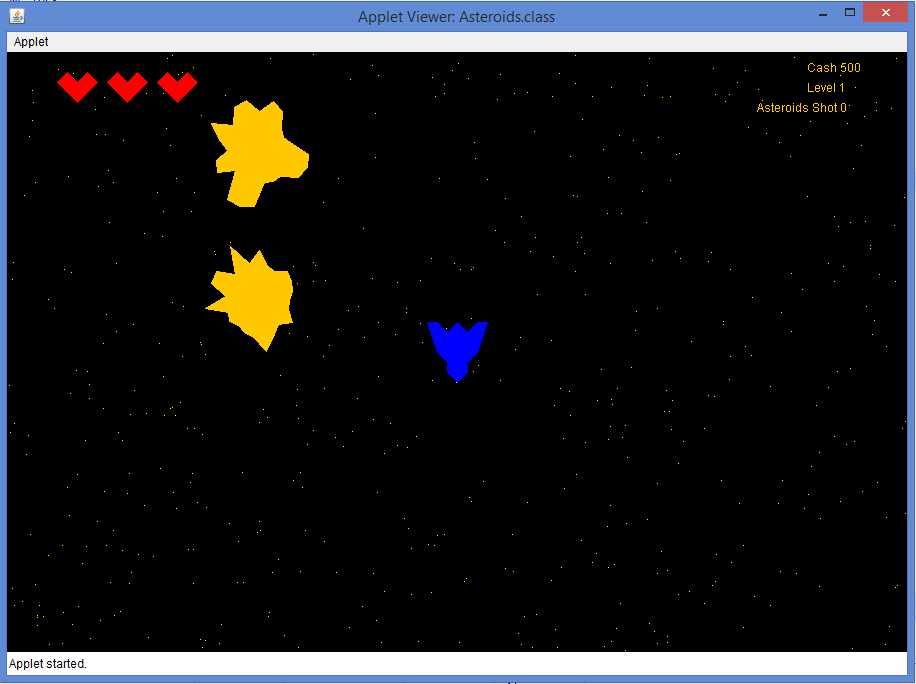 Applet Viewer: Asteroids.class
Applet
Cash 500
Level 1
Asteroids Shot 0
Applet started.